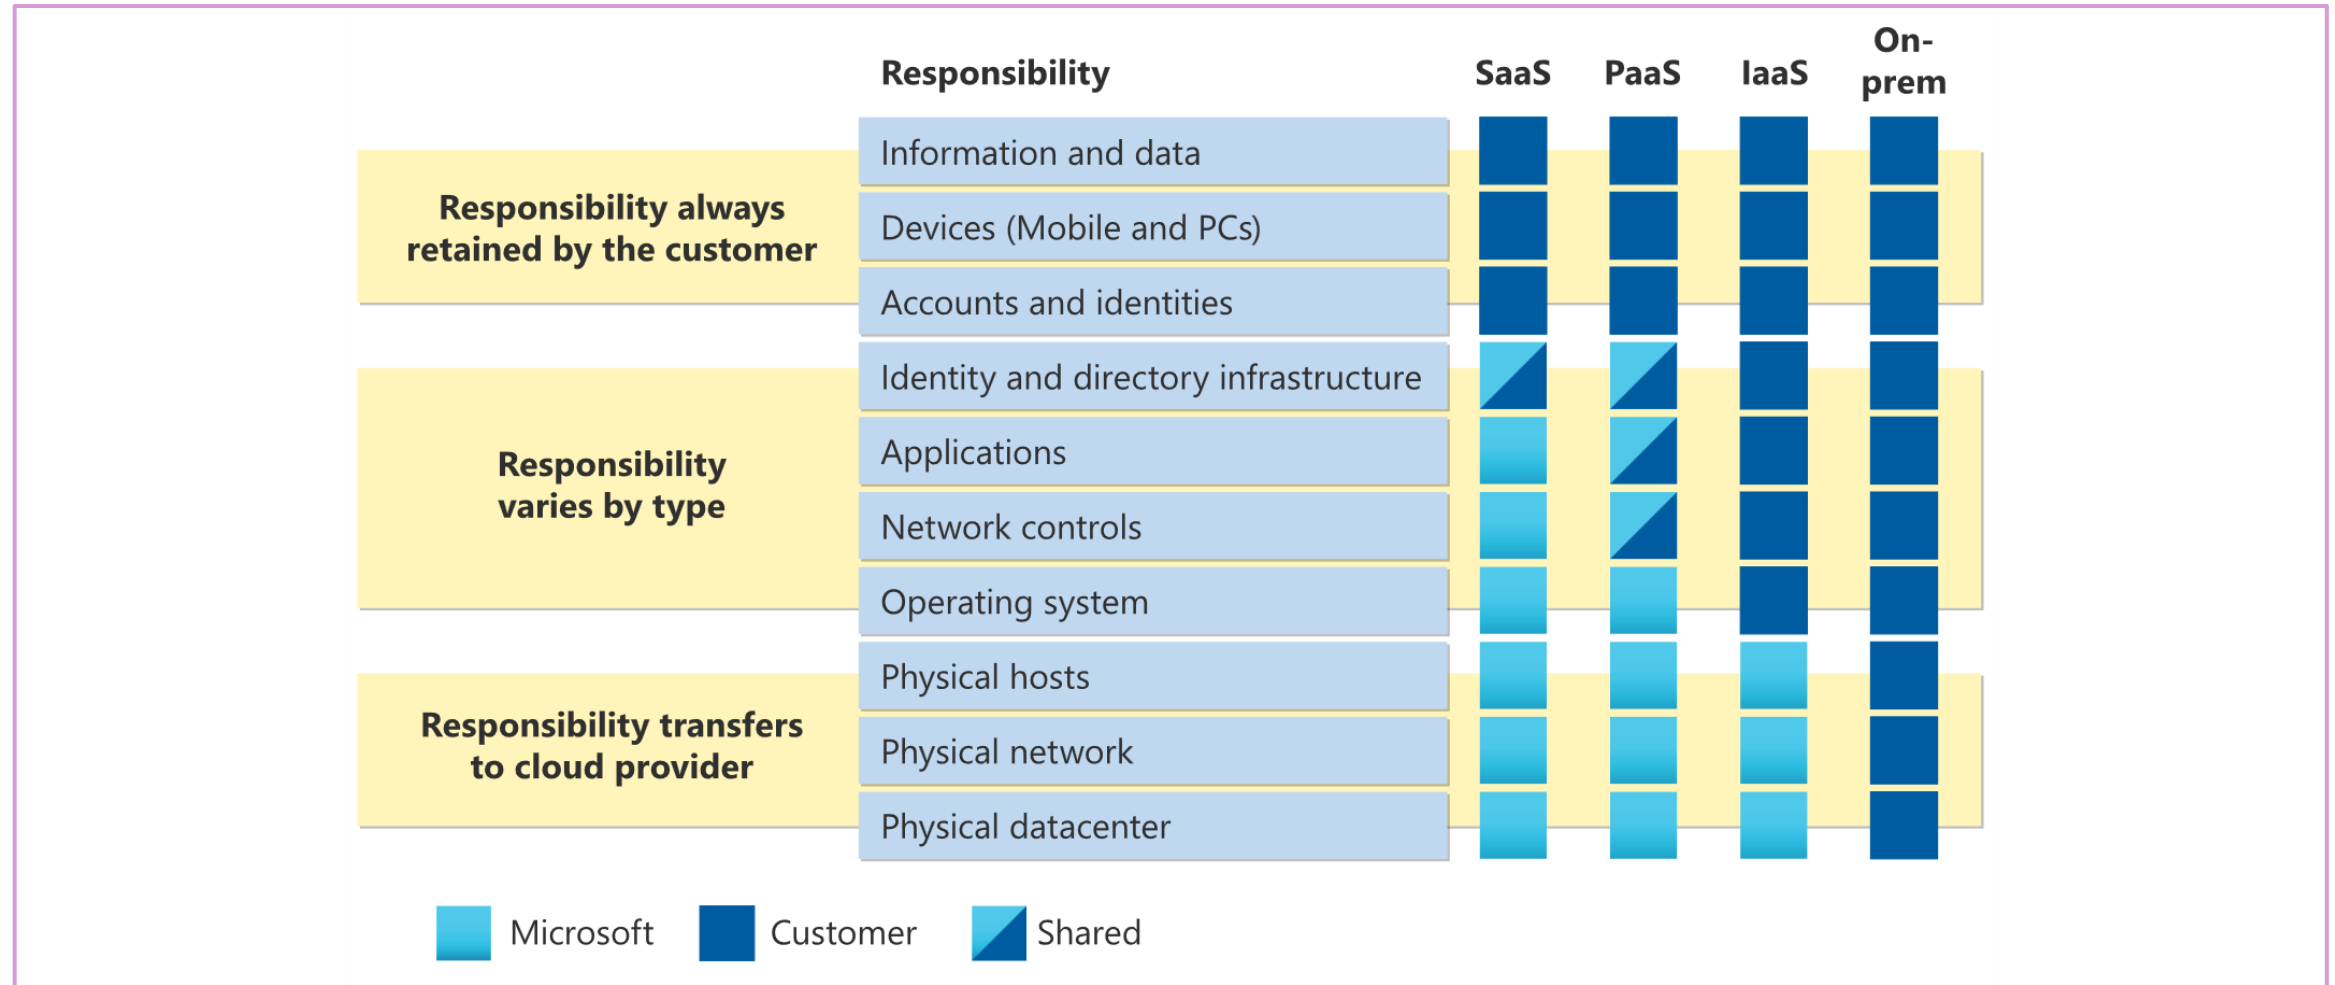 Responsibility
SaaS
PaaS
IaaS
On-
prem
Responsibility always
retained by the customer
Information and data
Devices (Mobile and PCs)
Accounts and identities
Responsibility
varies by type
Identity and directory infrastructure
Applications
Network controls
Operating system
Responsibility transfers
to cloud provider
Physical hosts
Physical network
Physical datacenter
Microsoft
Customer
Shared